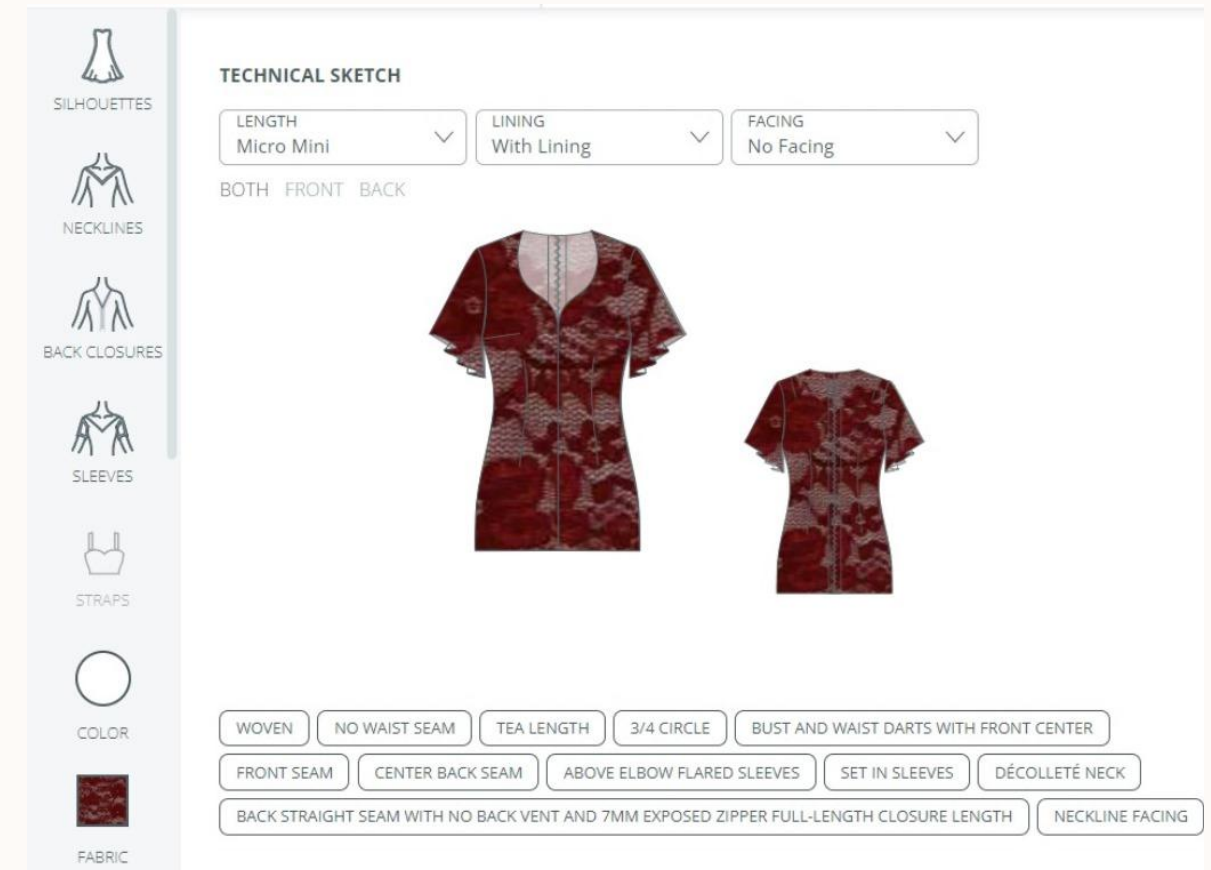 SILHOUETTES
NECKLINES
BACK CLOSURES
SLEEVES
STRAPS
COLOR
FABRIC
TECHNICAL SKETCH
LENGTH
Micro Mini
LINING
With Lining
FACING
No Facing
BOTH FRONT BACK
WOVEN NO WAIST SEAM TEA LENGTH 3/4 CIRCLE BUST AND WAIST DARTS WITH FRONT CENTER
FRONT SEAM CENTER BACK SEAM ABOVE ELBOW FLARED SLEEVES SET IN SLEEVES DÉCOLLETÉ NECK
BACK STRAIGHT SEAM WITH NO BACK VENT AND 7MM EXPOSED ZIPPER FULL-LENGTH CLOSURE LENGTH NECKLINE FACING